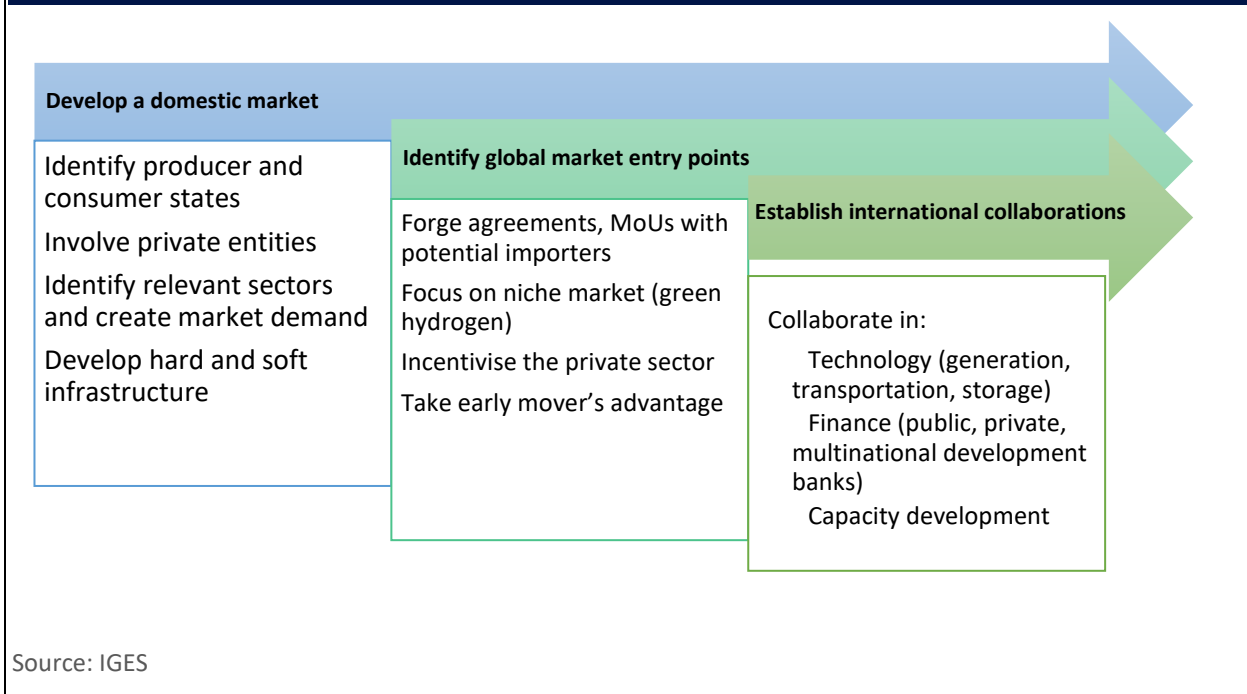 Develop a domestic market
Identify producer and
consumer states
Involve private entities
Identify relevant sectors
and create market demand
Develop hard and soft
infrastructure
Identify global market entry points
Forge agreements, MoUs with
potential importers
Focus on niche market (green
hydrogen)
Incentivise the private sector
Take early mover’s advantage
Establish international collaborations
Collaborate in:
Technology (generation,
transportation, storage)
Finance (public, private,
multinational development
banks)
Capacity development
Source: IGES